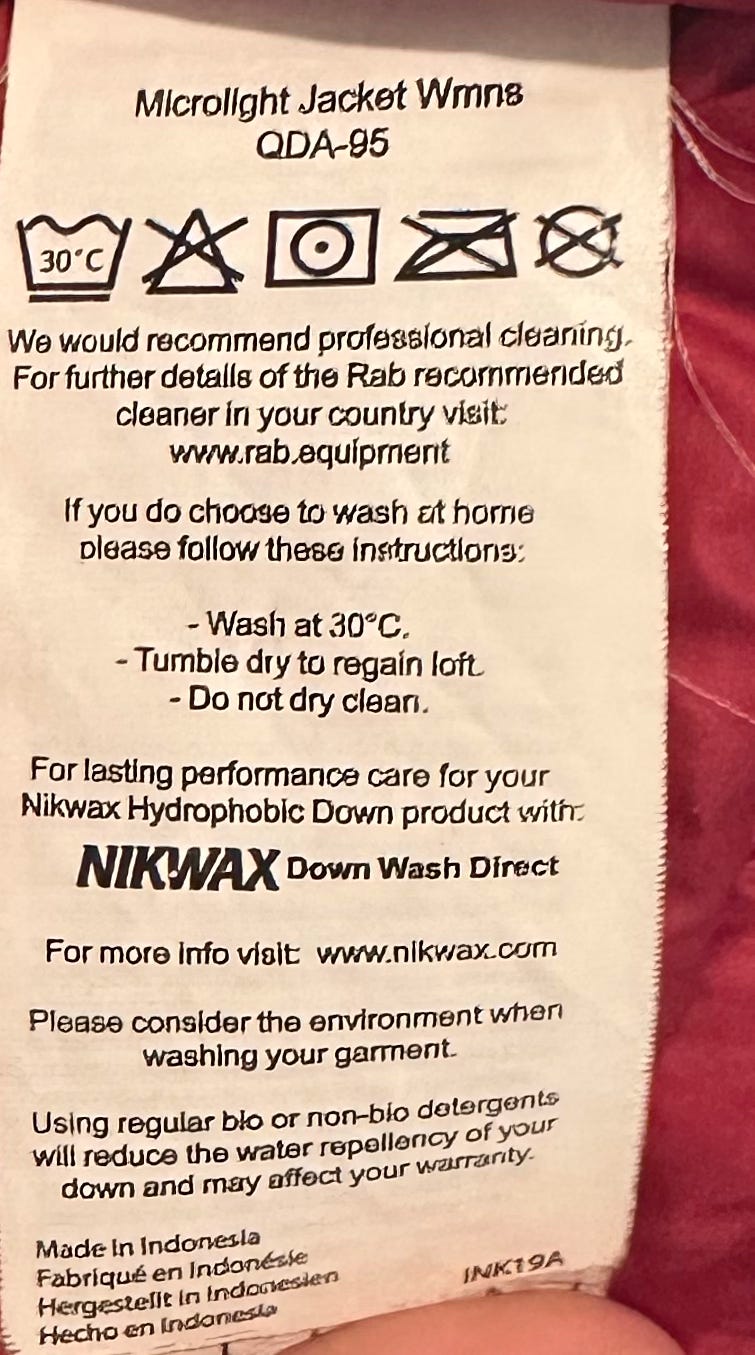 Microlight Jacket Wmns
QDA-95
30°C
We would recommend professional cleaning.
For further details of the Rab recommended
cleaner in your country visit:
www.rab.equipment
If you do choose to wash at home
please follow these instructions:
- Wash at 30°C.
- Tumble dry to regain loft.
- Do not dry clean.
For lasting performance care for your
Nikwax Hydrophobic Down product with:
NIKWAX Down Wash Direct
For more info visit: www.nikwax.com
Please consider the environment when
washing your garment.
Using regular bio or non-bio detergents
will reduce the water repellency of your
down and may affect your warranty.
Made in Indonesia
Fabriqué en Indonésie
Hergestellt in Indonesien
Hecho en Indonesia
INK19A